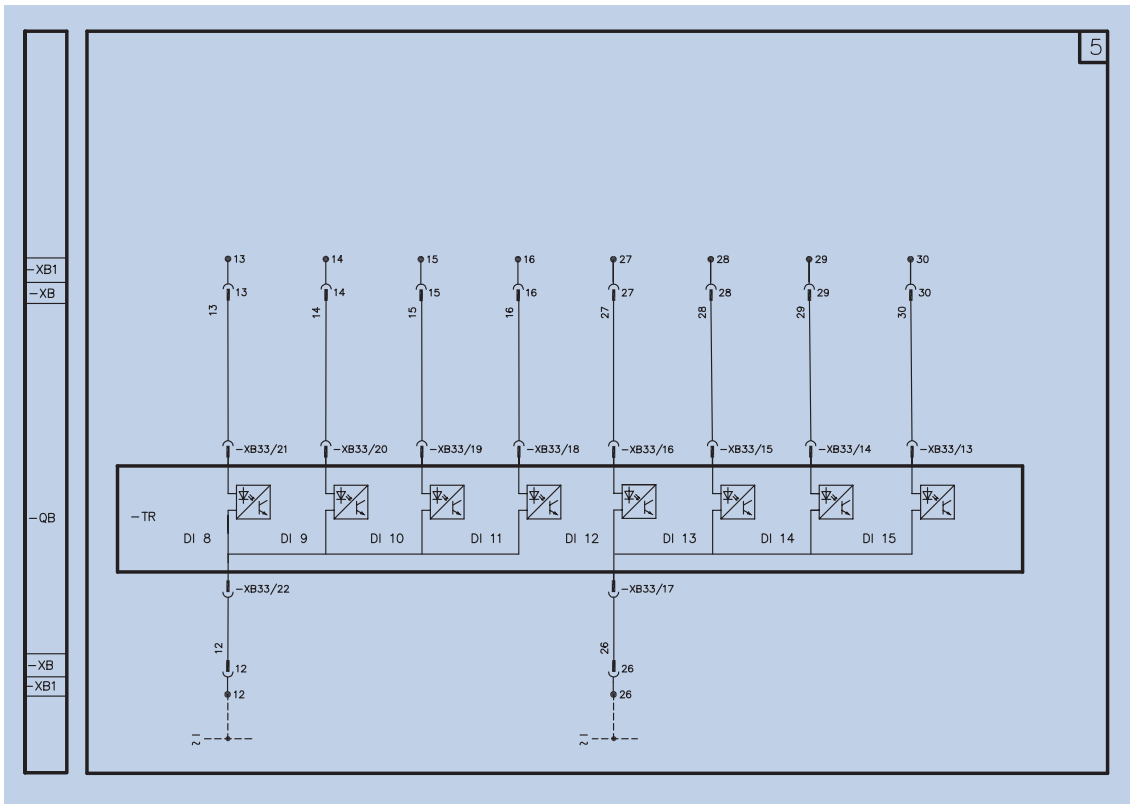 5
13 14 15 16 27 28 29 30
-XB1
-XB
13 14 15 16 27 28 29 30
13 14 15 16 27 28 29 30
-XB33/21 -XB33/20 -XB33/19 -XB33/18 -XB33/16 -XB33/15 -XB33/14 -XB33/13
-QB
-TR
DI 8 DI 9 DI 10 DI 11 DI 12 DI 13 DI 14 DI 15
-XB33/22 -XB33/17
12 26
-XB
12 26
-XB1
12 26